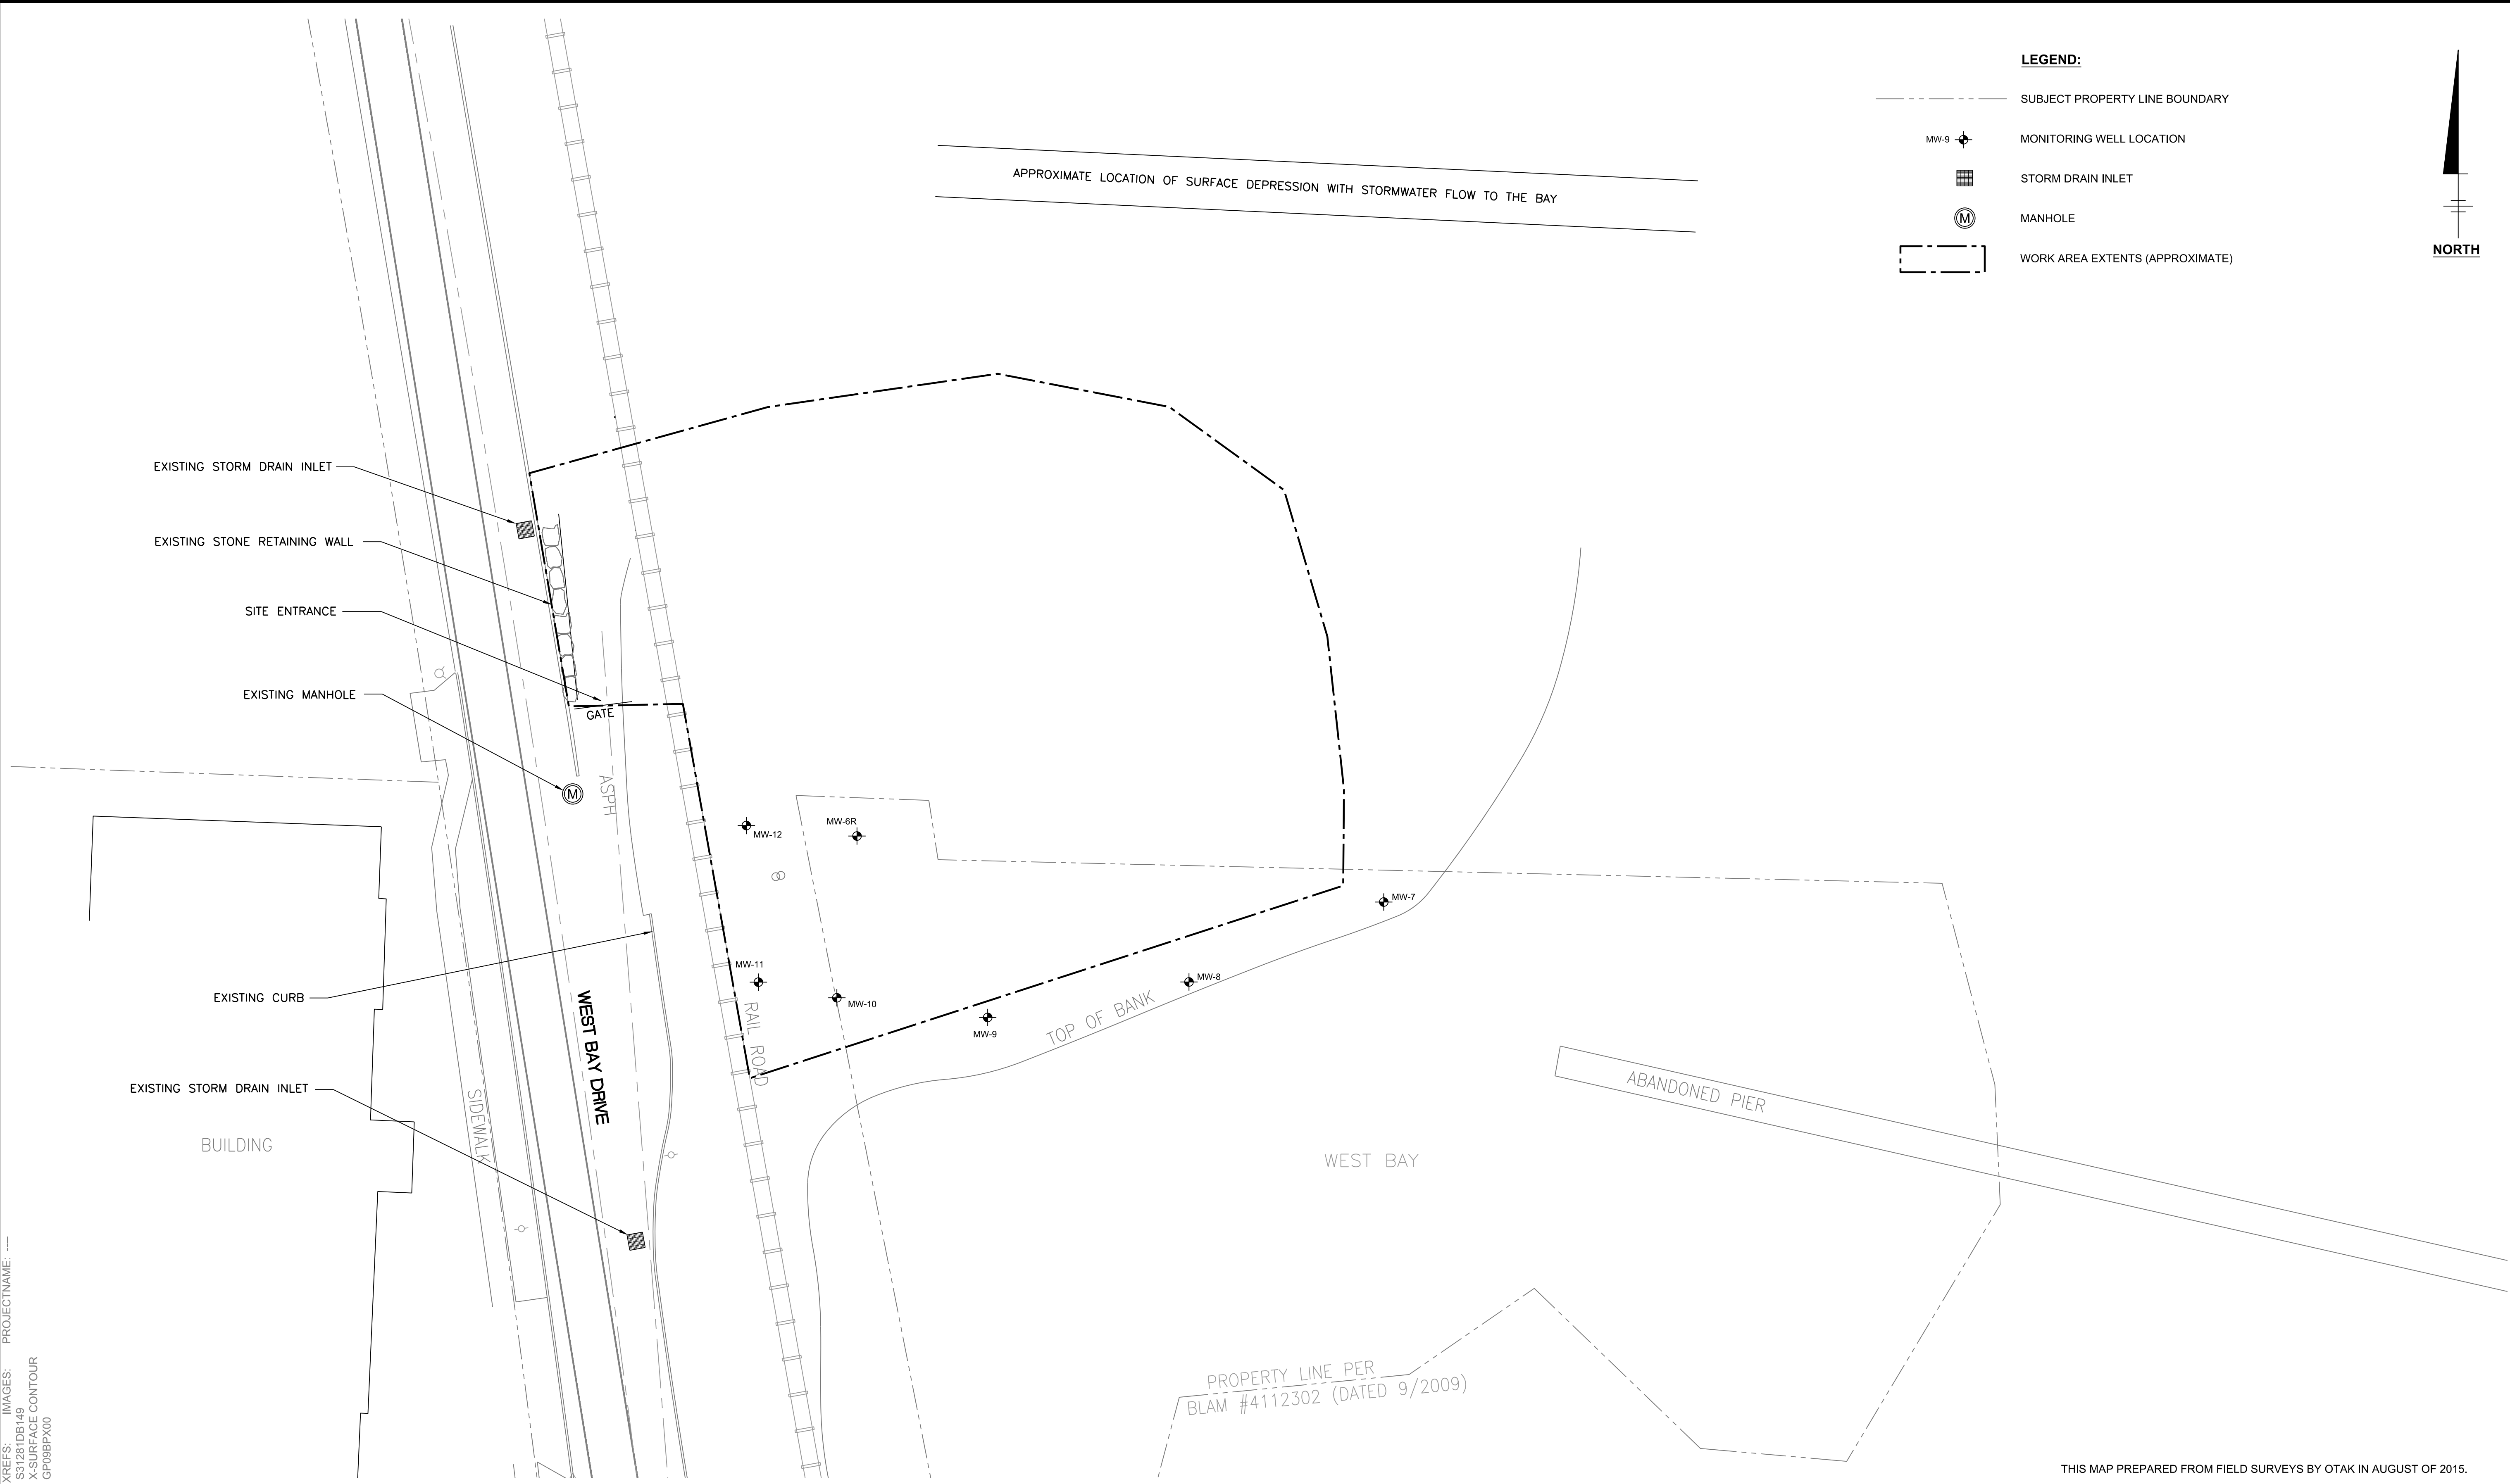 LEGEND:
SUBJECT PROPERTY LINE BOUNDARY
MW-9
MONITORING WELL LOCATION
STORM DRAIN INLET
M
MANHOLE
WORK AREA EXTENTS (APPROXIMATE)
NORTH
APPROXIMATE LOCATION OF SURFACE DEPRESSION WITH STORMWATER FLOW TO THE BAY
EXISTING STORM DRAIN INLET
EXISTING STONE RETAINING WALL
SITE ENTRANCE
EXISTING MANHOLE
GATE
M
ASPH
MW-12
MW-6R
MW-7
MW-11
MW-8
MW-10
MW-9
EXISTING CURB
TOP OF BANK
RAIL ROAD
WEST BAY DRIVE
SIDEWALK
EXISTING STORM DRAIN INLET
BUILDING
ABANDONED PIER
WEST BAY
PROPERTY LINE PER
BLAM #4112302 (DATED 9/2009)
XREFS: IMAGES: PROJECTNAME: ----
S31281DB149
X-SURFACE CONTOUR
GP09BPX00
THIS MAP PREPARED FROM FIELD SURVEYS BY OTAK IN AUGUST OF 2015.